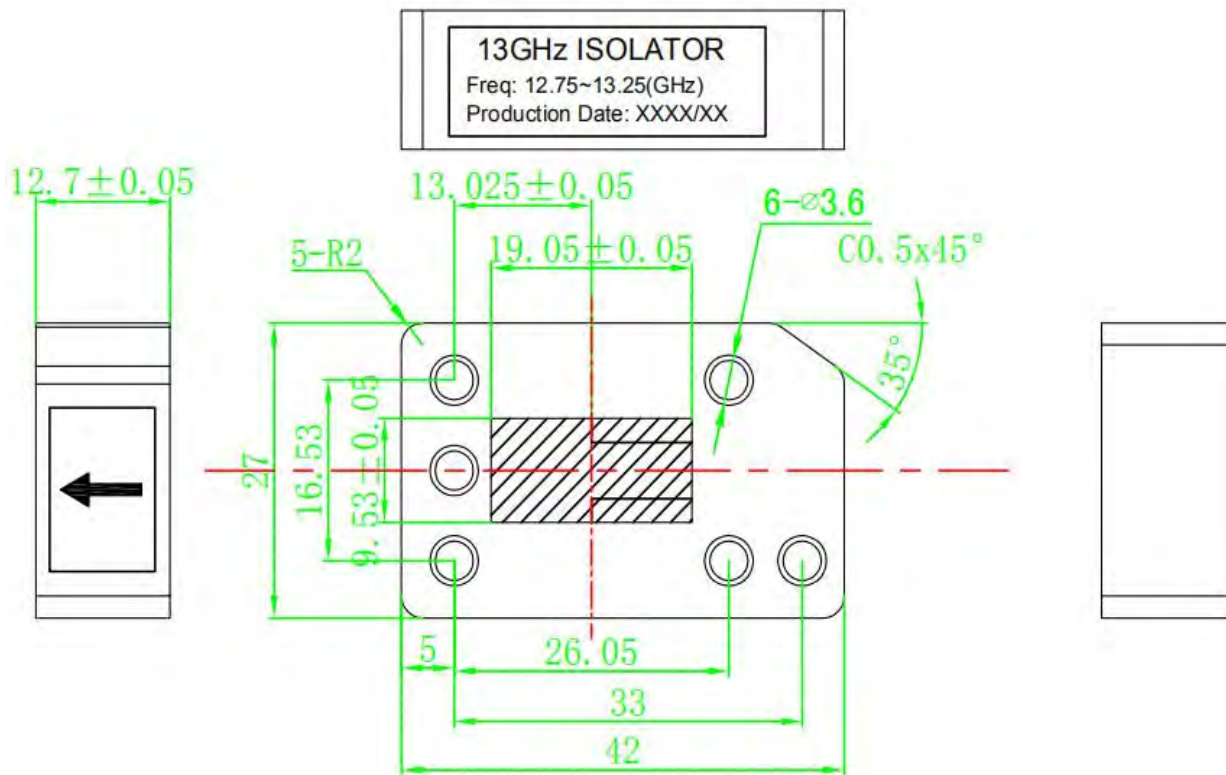 13GHz ISOLATOR
Freq: 12.75~13.25(GHz)
Production Date: XXXX/XX
12.7±0.05
13.025±0.05
6-⌀3.6
5-R2
19.05±0.05
C0.5x45°
35°
27
16.53
9.53±0.05
5
26.05
33
42